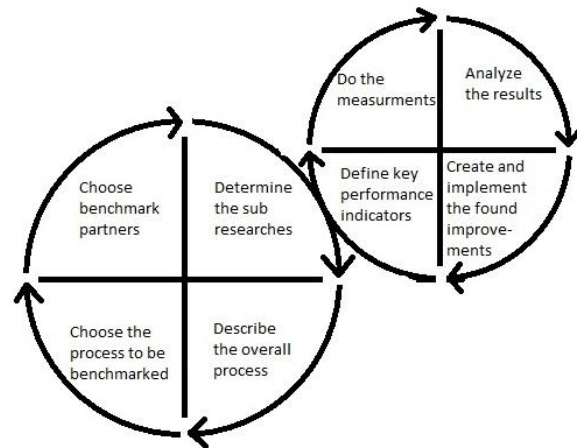 Do the
measurments
Analyze
the results
Define key
performance
indicators
Create and
implement
the found
improve-
ments
Choose
benchmark
partners
Determine
the sub
researches
Choose the
process to be
benchmarked
Describe
the overall
process